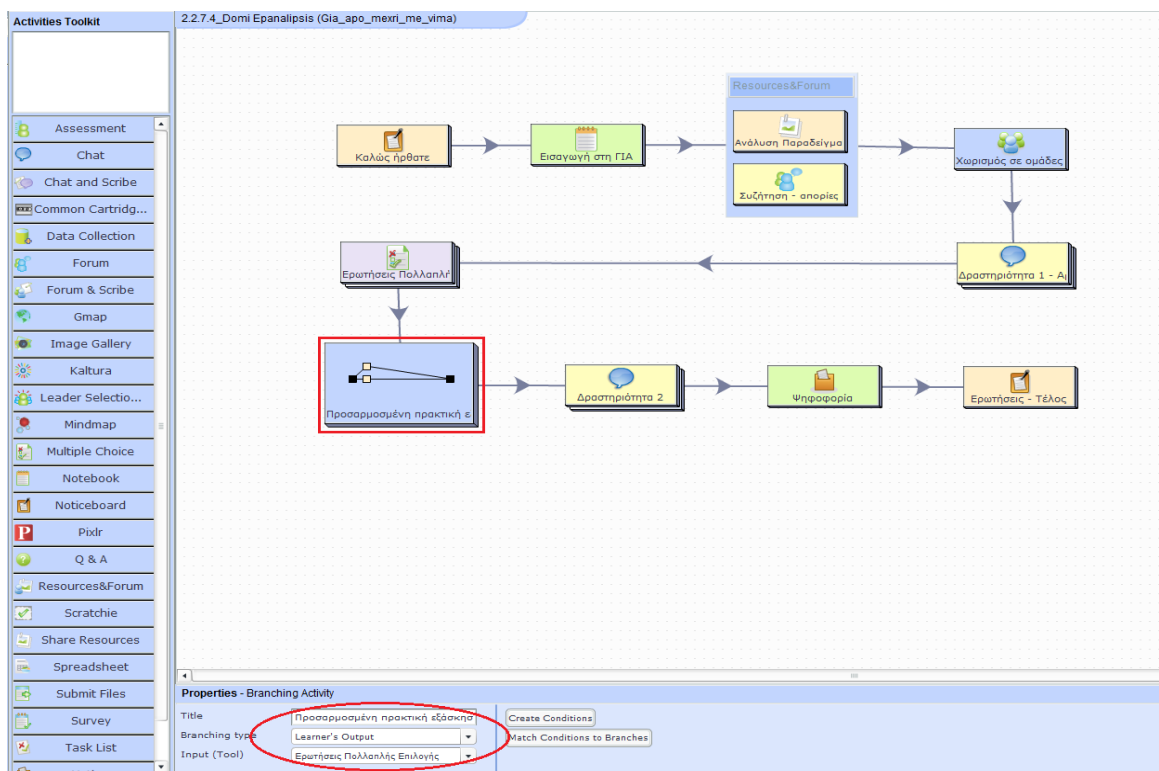 Activities Toolkit
2.2.7.4_Domi Epanalipsis (Gia_apo_mexri_me_vima)
Assessment
Chat
Chat and Scribe
Common Cartridg...
Data Collection
Forum
Forum & Scribe
Gmap
Image Gallery
Kaltura
Leader Selectio...
Mindmap
Multiple Choice
Notebook
Noticeboard
Pixlr
Q & A
Resources&Forum
Scratchie
Share Resources
Spreadsheet
Submit Files
Survey
Task List
Καλώς ήρθατε
Εισαγωγή στη ΓΙΑ
Resources&Forum
Ανάλυση Παραδείγμα
Συζήτηση - απορίες
Χωρισμός σε ομάδες
Δραστηριότητα 1 - Α
Ερωτήσεις Πολλαπλή
Προσαρμοσμένη πρακτική ε
Δραστηριότητα 2
Ψηφοφορία
Ερωτήσεις - Τέλος
Properties - Branching Activity
Title
Προσαρμοσμένη πρακτική εξάσκησ
Branching type
Learner's Output
Input (Tool)
Ερωτήσεις Πολλαπλής Επιλογής
Create Conditions
Match Conditions to Branches